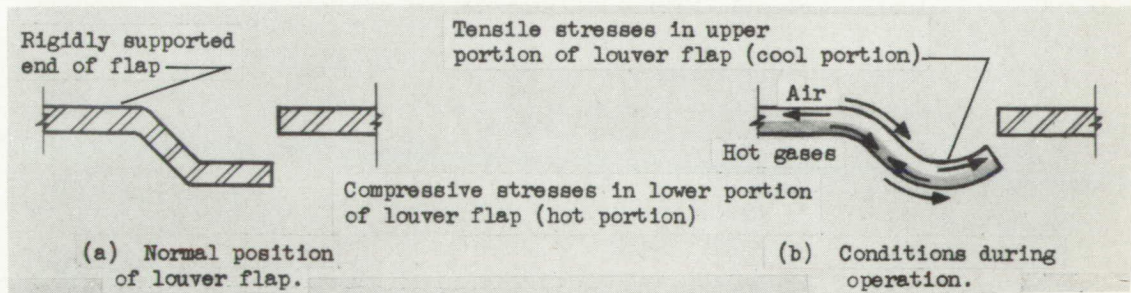 Rigidly supported
end of flap
Tensile stresses in upper
portion of louver flap (cool portion)
Air
Hot gases
Compressive stresses in lower portion
of louver flap (hot portion)
(a) Normal position
of louver flap.
(b) Conditions during
operation.